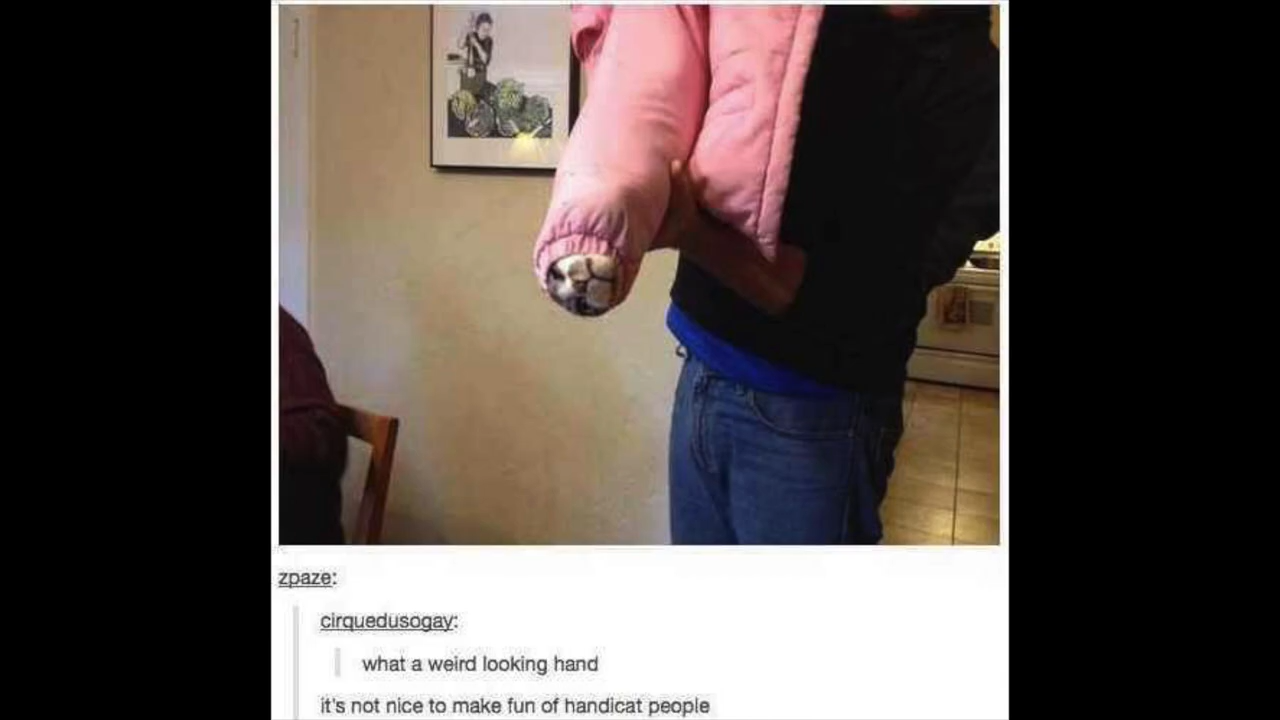 zpaze:
cirquedusogay:
what a weird looking hand
it's not nice to make fun of handicat people